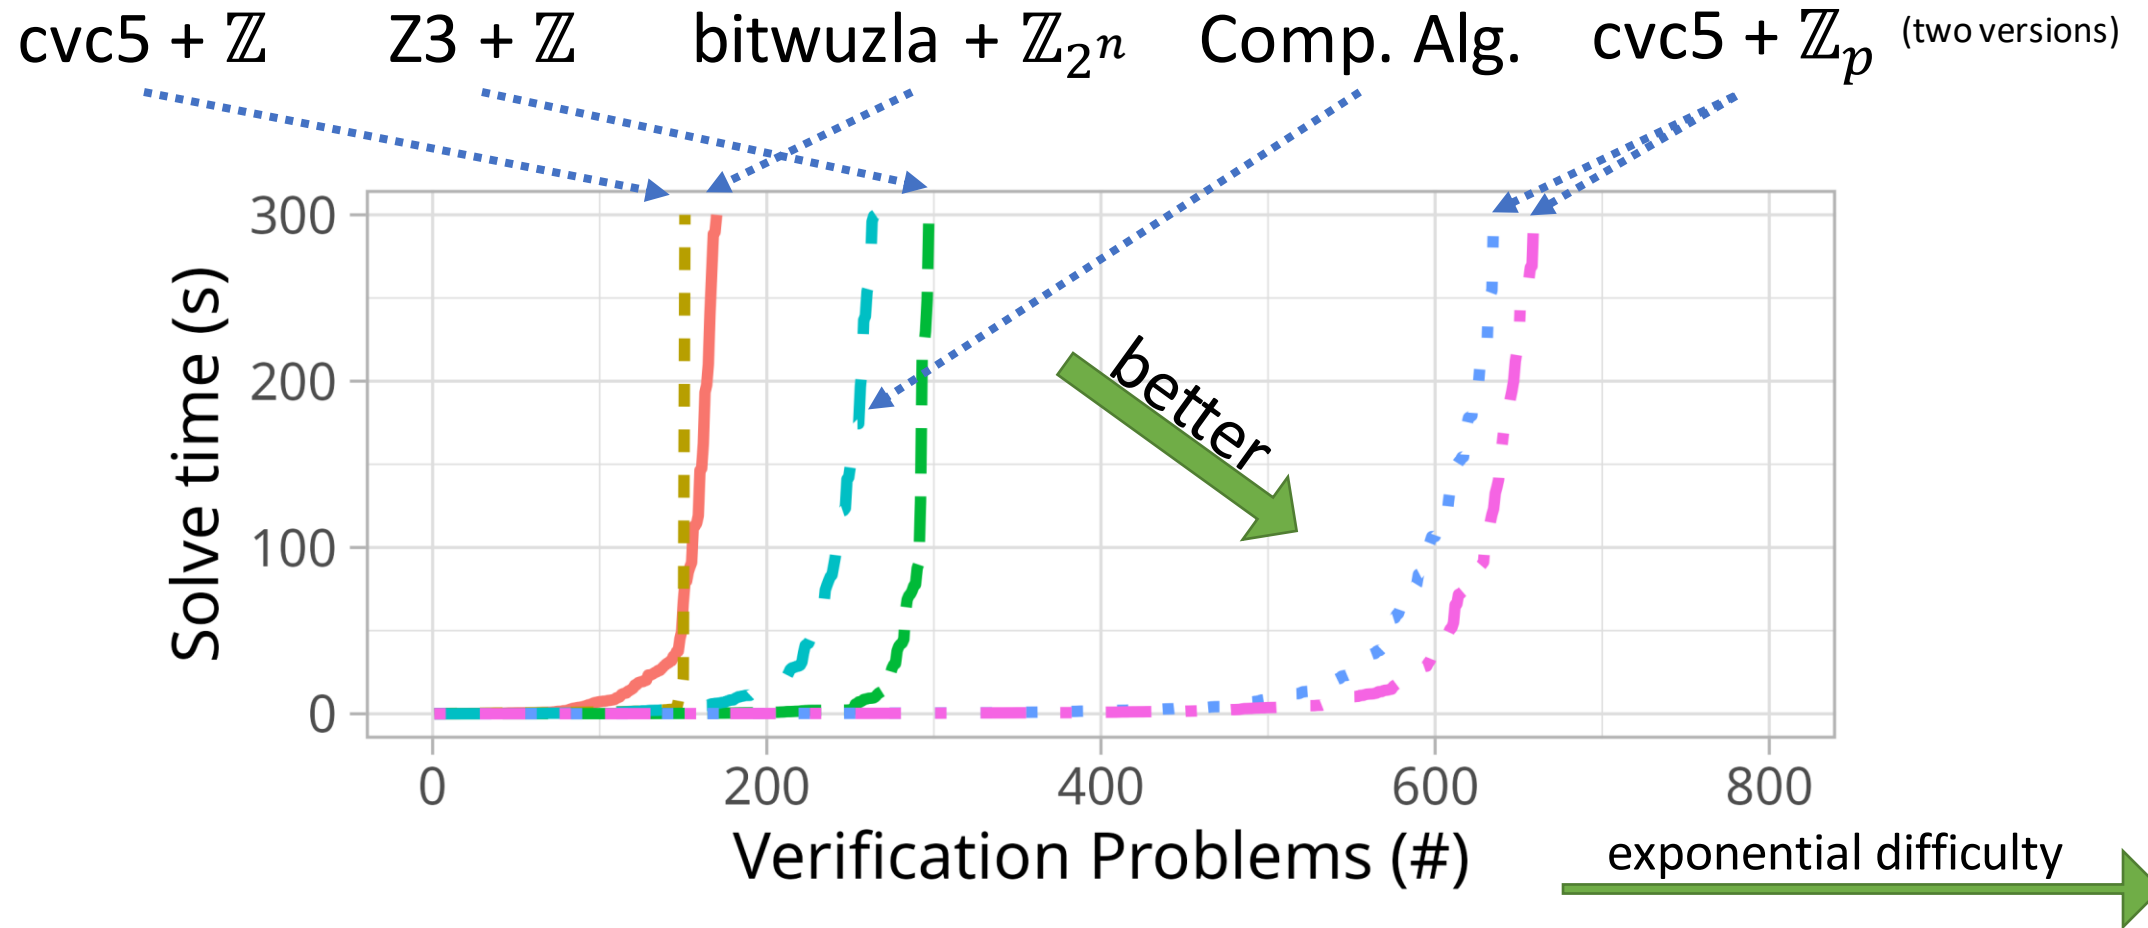 cvc5 + ℤ
Z3 + ℤ
bitwuzla + ℤ₂ⁿ
Comp. Alg.
cvc5 + ℤₚ (two versions)
300
200
100
0
Solve time (s)
better
0
200
400
600
800
Verification Problems (#)
exponential difficulty